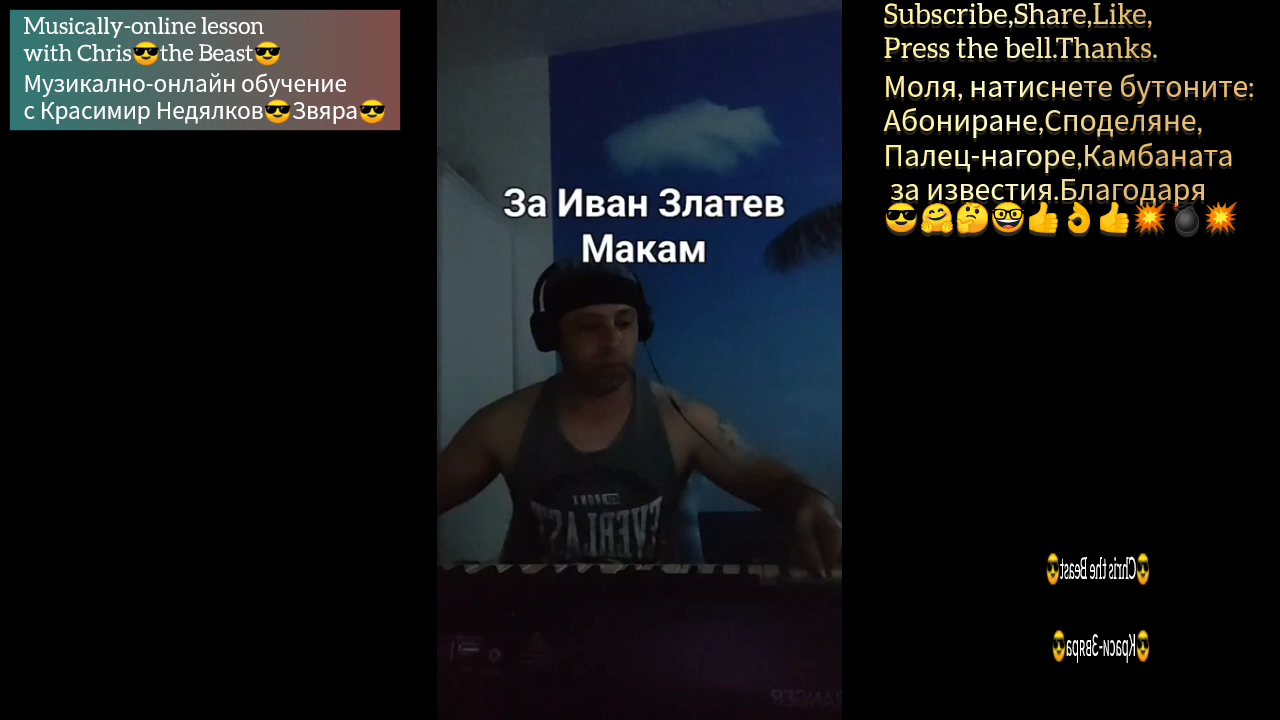 Musically-online lesson
with Chris😎the Beast😎
Музикално-онлайн обучение
с Красимир Недялков😎Звяра😎
За Иван Златев
Макам
Subscribe,Share,Like,
Press the bell.Thanks.
Моля, натиснете бутоните:
Абониране,Споделяне,
Палец-нагоре,Камбаната
за известия.Благодаря
😎🤗🤔🤓👍👌👍💥💣💥
BRONX
EVERLAST
😎Chris the Beast😎
😎Краси-Звяра😎